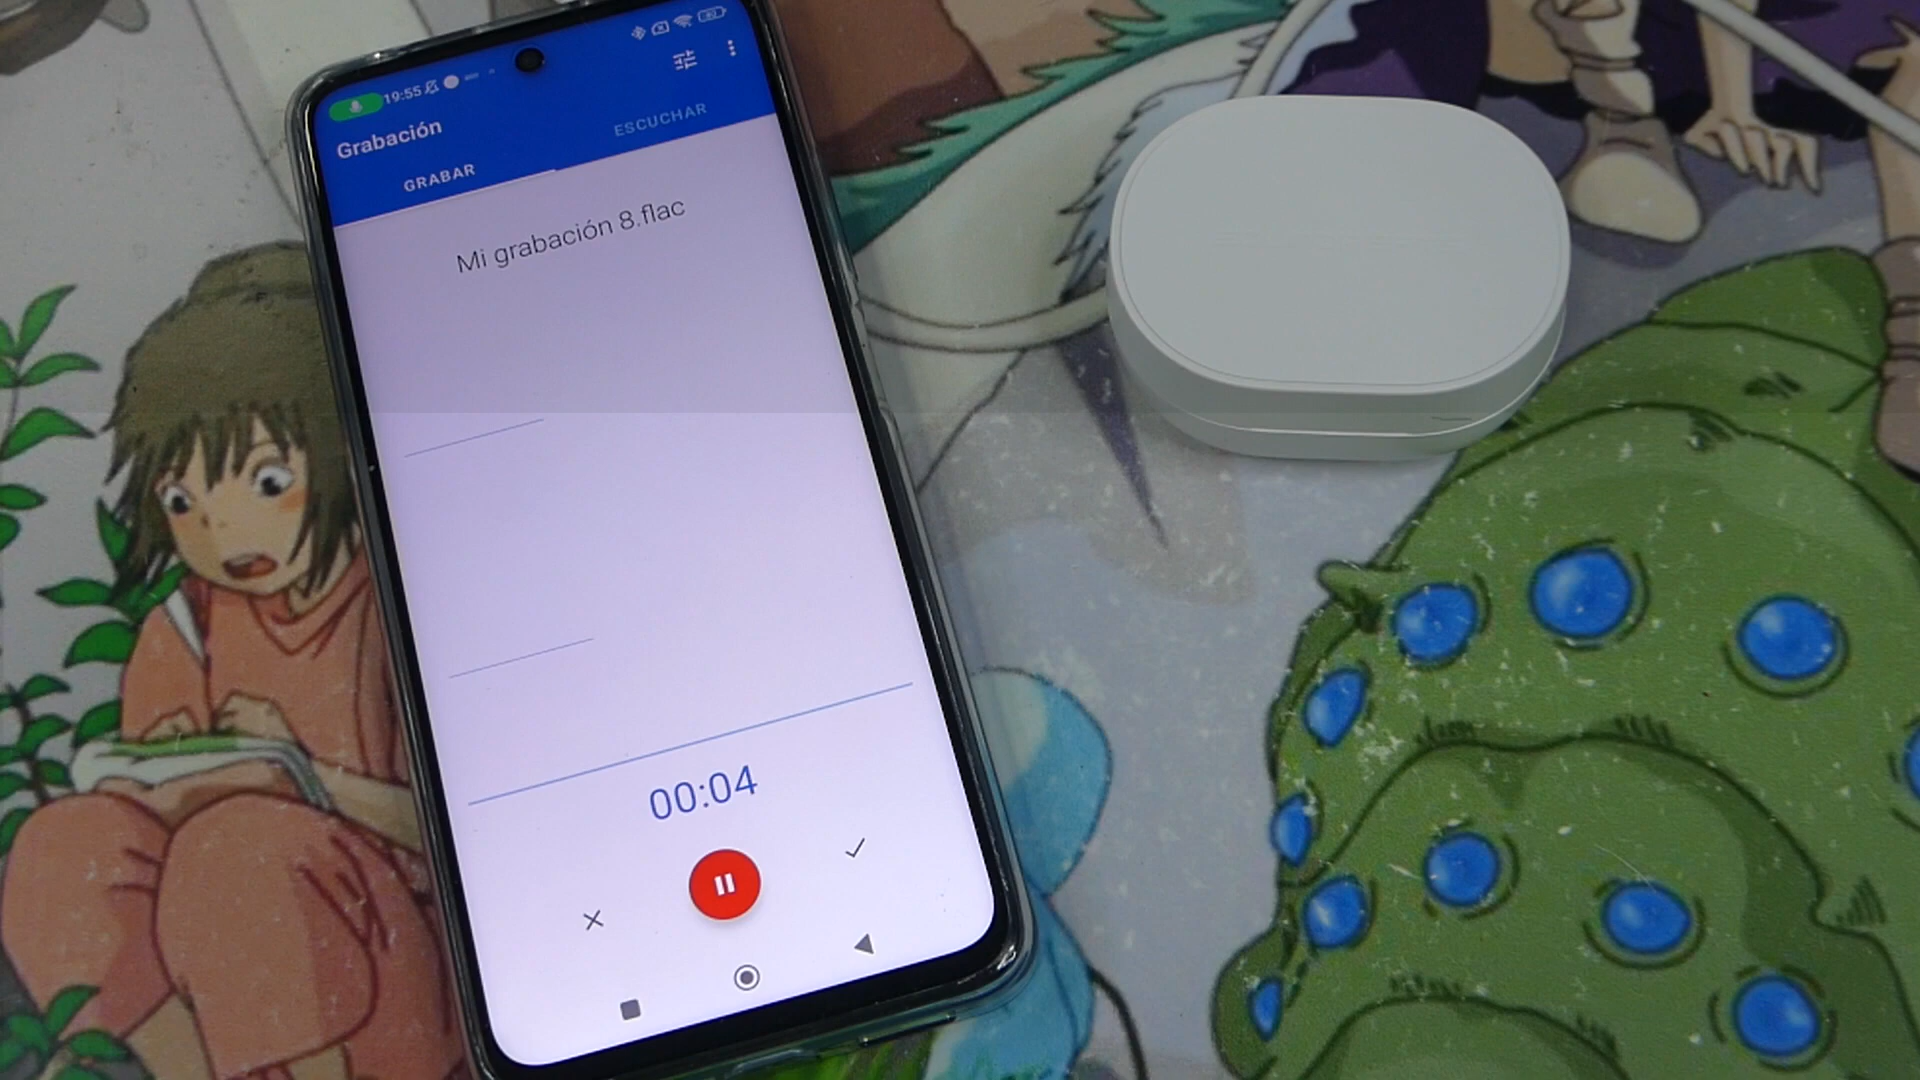 19:55
Grabación
GRABAR
ESCUCHAR
Mi grabación 8.flac
00:04